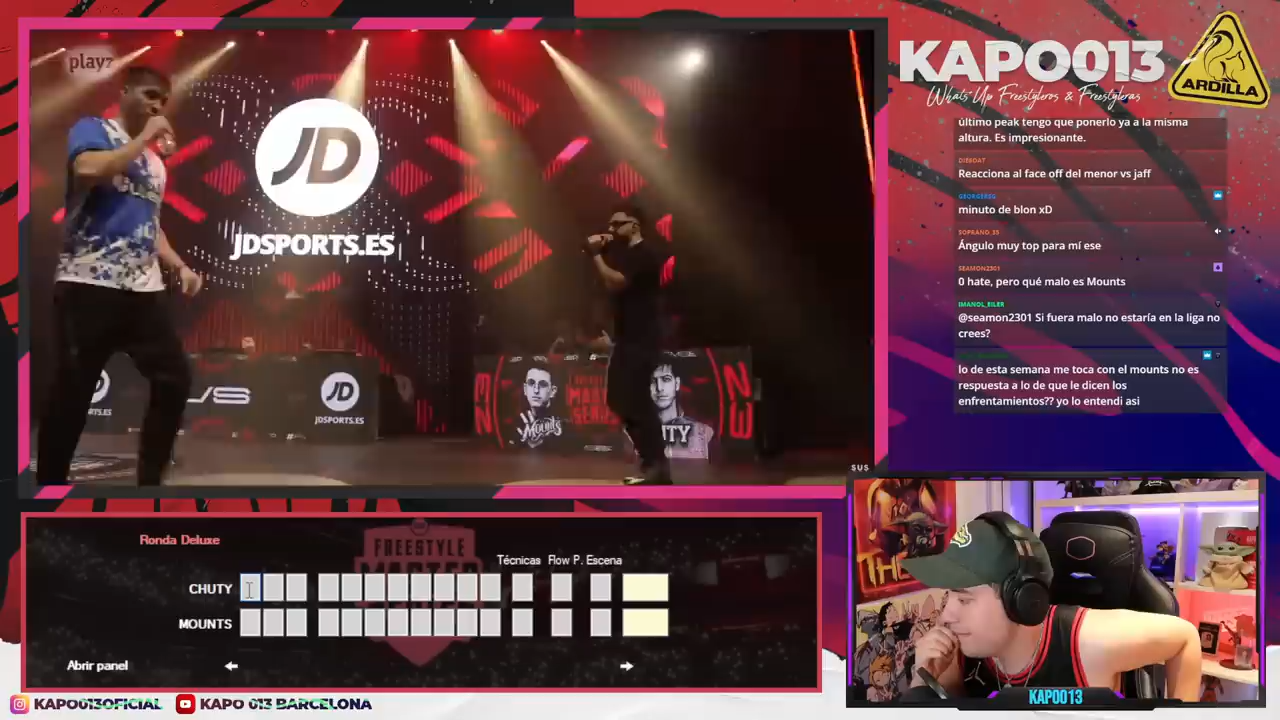 playz
JD
JDSPORTS.ES
JD
JDSPORTS.ES
VS
Mounts
SUS
KAPO013
What's Up Freestyleros & Freestyleras
ARDILLA
último peak tengo que ponerlo ya a la misma
altura. Es impresionante.
DIEGAT
Reacciona al face off del menor vs jaff
minuto de blon xD
SOPRANO_35
Ángulo muy top para mí ese
SEAMON2301
0 hate, pero qué malo es Mounts
IMANOL_EILER
@seamon2301 Si fuera malo no estaría en la liga no
crees?
lo de esta semana me toca con el mounts no es
respuesta a lo de que le dicen los
enfrentamientos?? yo lo entendi asi
Ronda Deluxe
FREESTYLE
Técnicas Flow P. Escena
CHUTY
MOUNTS
Abrir panel
KAPO013OFICIAL
KAPO 013 BARCELONA
KAPO013